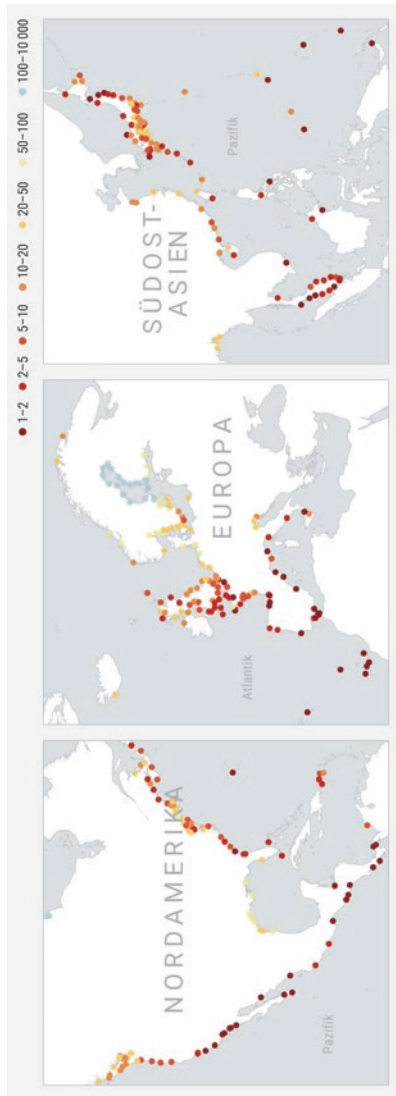 1–2
2–5
5–10
10–20
20–50
50–100
100–10 000
NORDAMERIKA
Pazifik
EUROPA
Atlantik
SÜDOST-
ASIEN
Pazifik